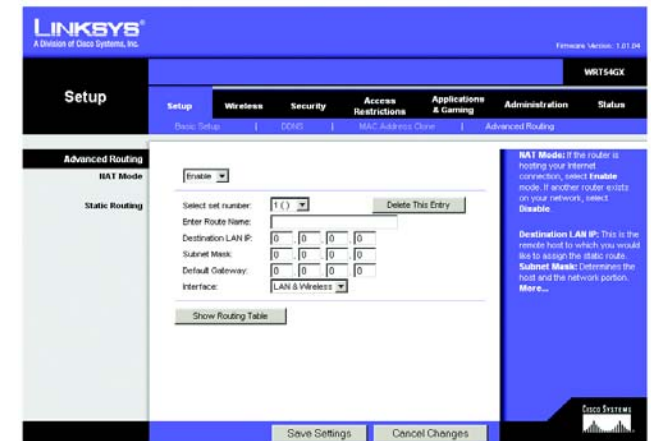 LINKSYS®
A Division of Cisco Systems, Inc.
Firmware Version: 1.01.04
WRT54GX
Setup
Setup Wireless Security Access Restrictions Applications & Gaming Administration Status
Basic Setup | DDNS | MAC Address Clone | Advanced Routing
Advanced Routing
NAT Mode
Enable
Static Routing
Select set number: 1 ( ) Delete This Entry
Enter Route Name:
Destination LAN IP: 0 . 0 . 0 . 0
Subnet Mask: 0 . 0 . 0 . 0
Default Gateway: 0 . 0 . 0 . 0
Interface: LAN & Wireless
Show Routing Table
NAT Mode: If the router is
hosting your Internet
connection, select Enable
mode. If another router exists
on your network, select
Disable.
Destination LAN IP: This is the
remote host to which you would
like to assign the static route.
Subnet Mask: Determines the
host and the network portion.
More...
Save Settings Cancel Changes
CISCO SYSTEMS